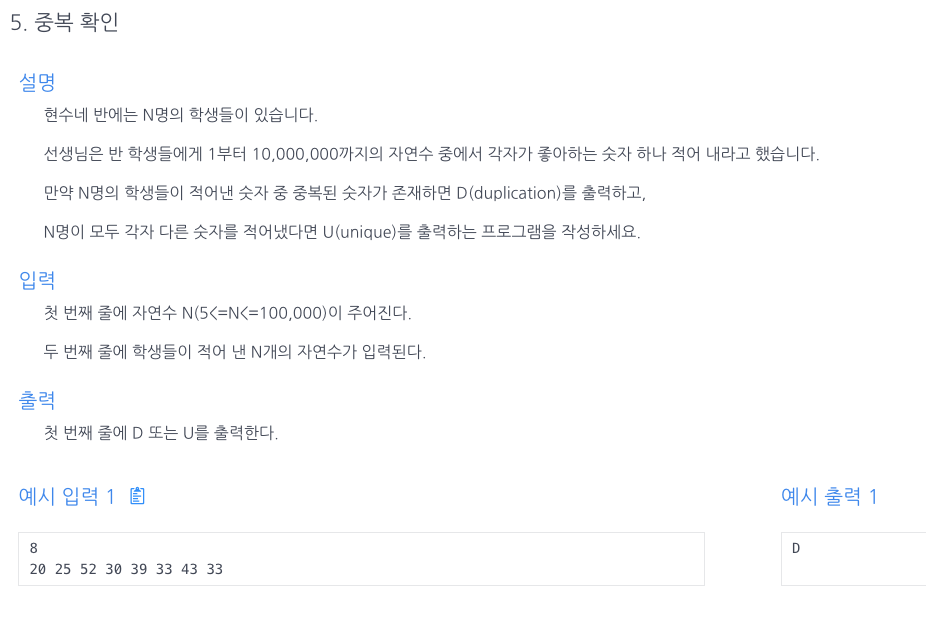 5. 중복 확인
설명
현수네 반에는 N명의 학생들이 있습니다.
선생님은 반 학생들에게 1부터 10,000,000까지의 자연수 중에서 각자가 좋아하는 숫자 하나 적어 내라고 했습니다.
만약 N명의 학생들이 적어낸 숫자 중 중복된 숫자가 존재하면 D(duplication)를 출력하고,
N명이 모두 각자 다른 숫자를 적어냈다면 U(unique)를 출력하는 프로그램을 작성하세요.
입력
첫 번째 줄에 자연수 N(5<=N<=100,000)이 주어진다.
두 번째 줄에 학생들이 적어 낸 N개의 자연수가 입력된다.
출력
첫 번째 줄에 D 또는 U를 출력한다.
예시 입력 1
8
20 25 52 30 39 33 43 33
예시 출력 1
D